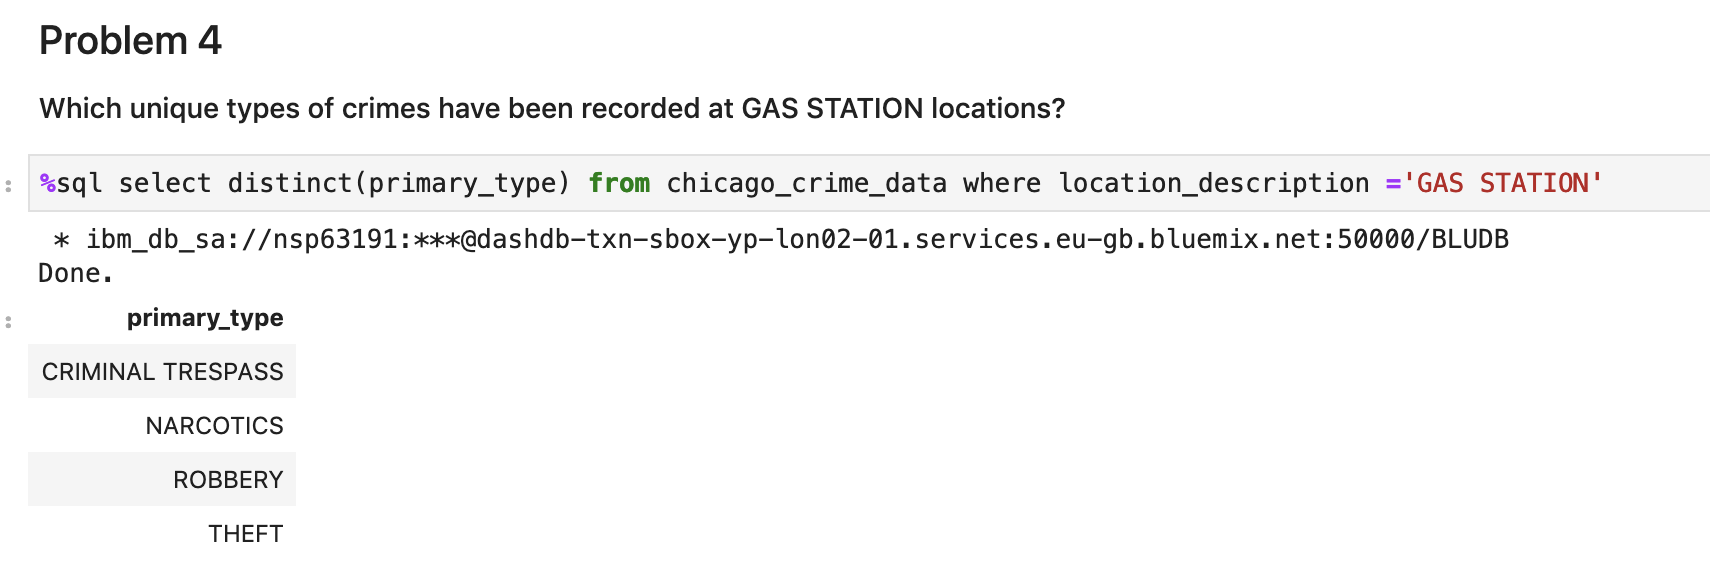 Problem 4
Which unique types of crimes have been recorded at GAS STATION locations?
%sql select distinct(primary_type) from chicago_crime_data where location_description ='GAS STATION'
* ibm_db_sa://nsp63191:***@dashdb-txn-sbox-yp-lon02-01.services.eu-gb.bluemix.net:50000/BLUDB
Done.
primary_type
CRIMINAL TRESPASS
NARCOTICS
ROBBERY
THEFT